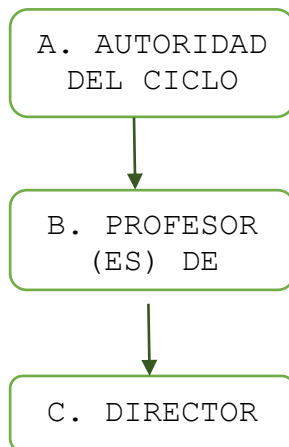 A. AUTORIDAD
DEL CICLO
B. PROFESOR
(ES) DE
C. DIRECTOR